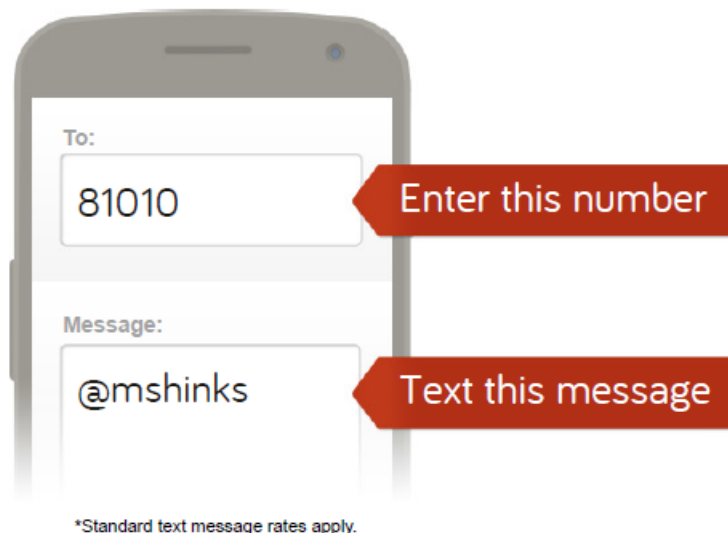 To:
81010
Enter this number
Message:
@mshinks
Text this message
*Standard text message rates apply.